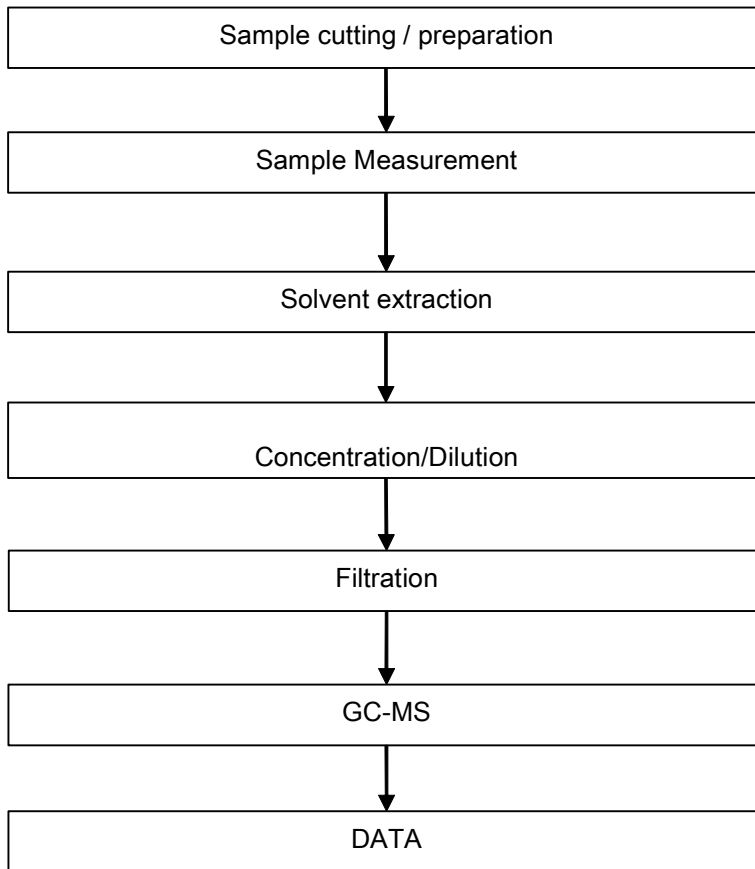 Sample cutting / preparation
Sample Measurement
Solvent extraction
Concentration/Dilution
Filtration
GC-MS
DATA